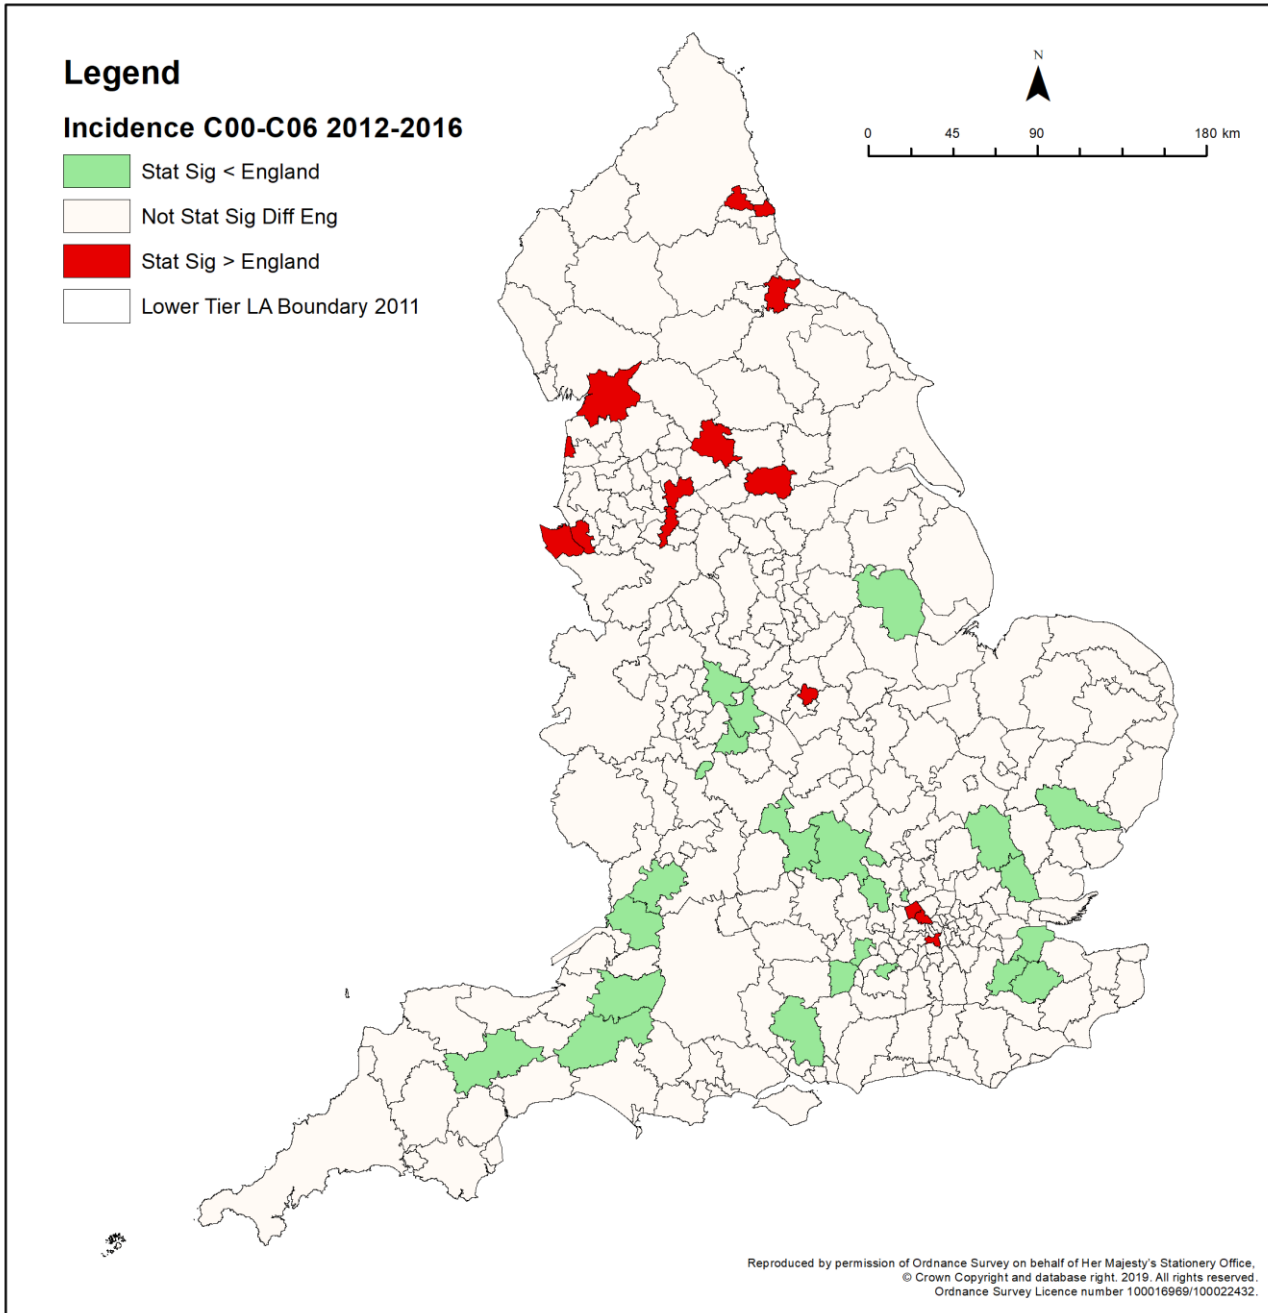 Legend
Incidence C00-C06 2012-2016
Stat Sig < England
Not Stat Sig Diff Eng
Stat Sig > England
Lower Tier LA Boundary 2011
N
0 45 90 180 km
Reproduced by permission of Ordnance Survey on behalf of Her Majesty's Stationery Office,
© Crown Copyright and database right. 2019. All rights reserved.
Ordnance Survey Licence number 100016969/100022432.